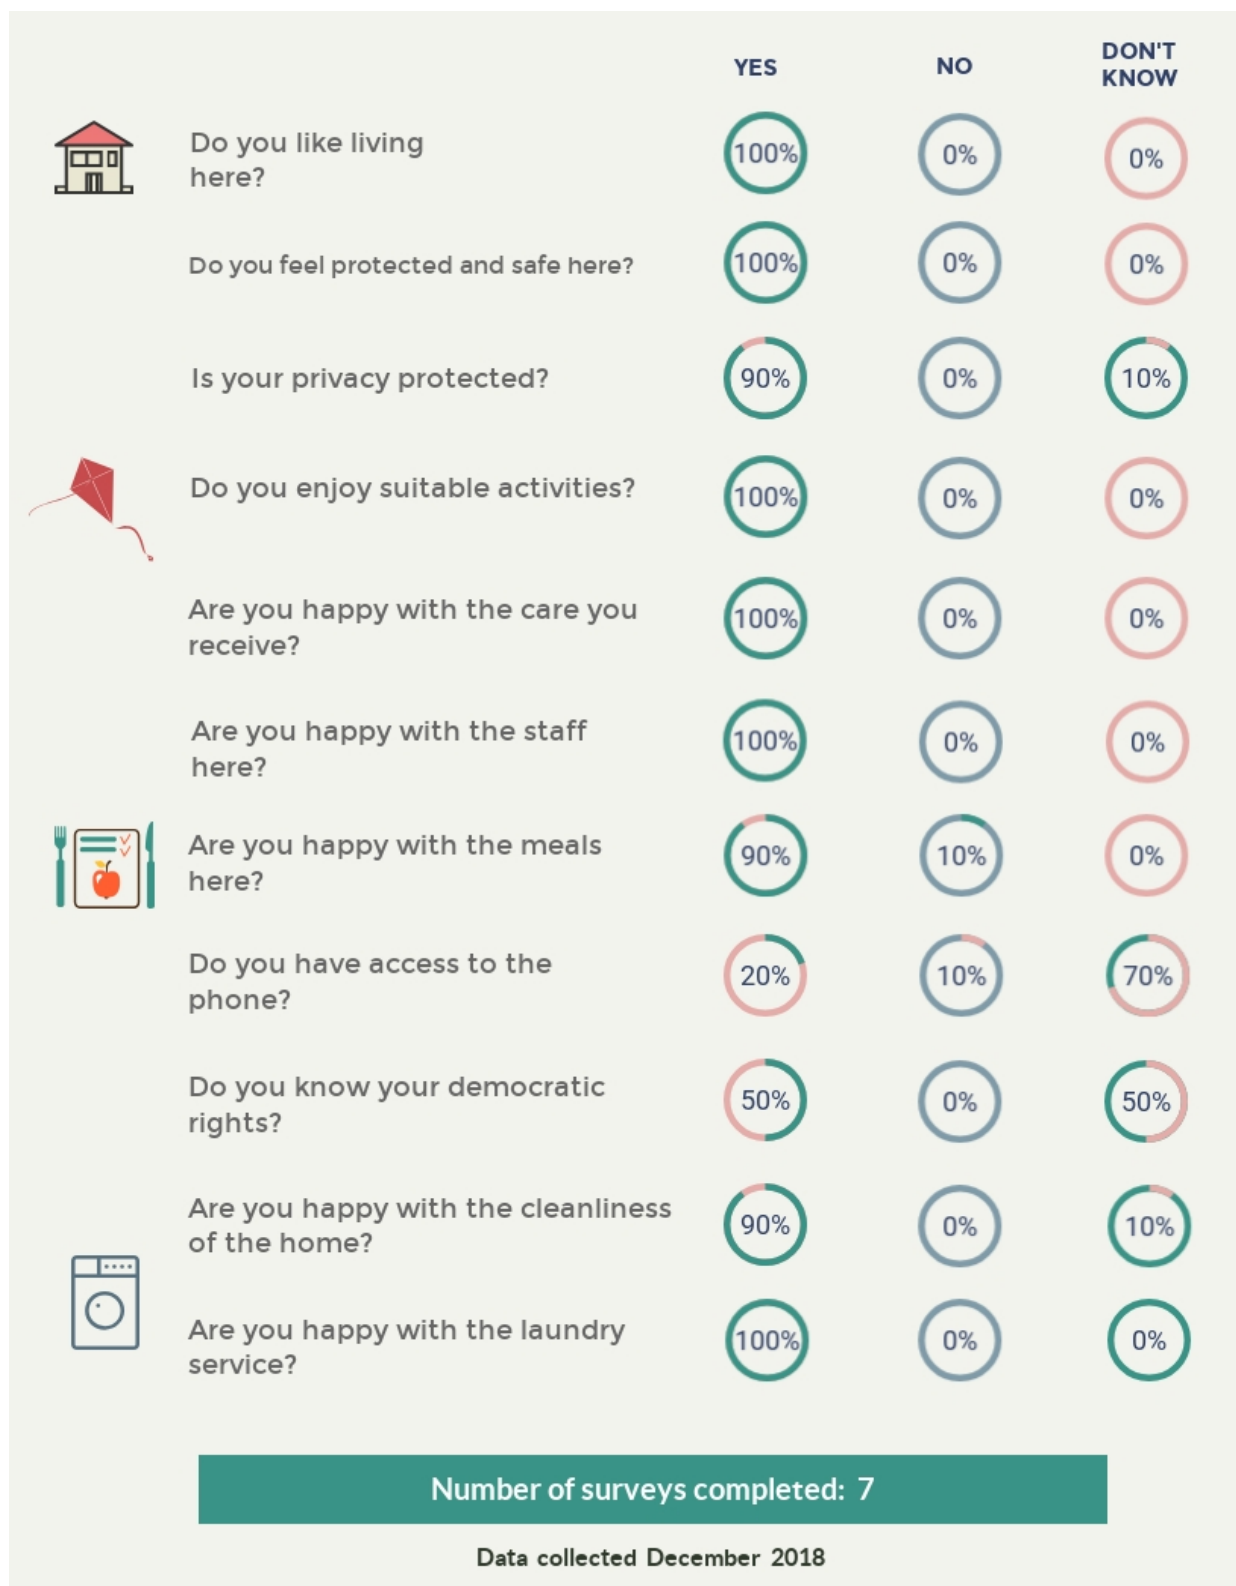 YES NO DON'T
KNOW
Do you like living
here?
100% 0% 0%
Do you feel protected and safe here?
100% 0% 0%
Is your privacy protected?
90% 0% 10%
Do you enjoy suitable activities?
100% 0% 0%
Are you happy with the care you
receive?
100% 0% 0%
Are you happy with the staff
here?
100% 0% 0%
Are you happy with the meals
here?
90% 10% 0%
Do you have access to the
phone?
20% 10% 70%
Do you know your democratic
rights?
50% 0% 50%
Are you happy with the cleanliness
of the home?
90% 0% 10%
Are you happy with the laundry
service?
100% 0% 0%
Number of surveys completed: 7
Data collected December 2018